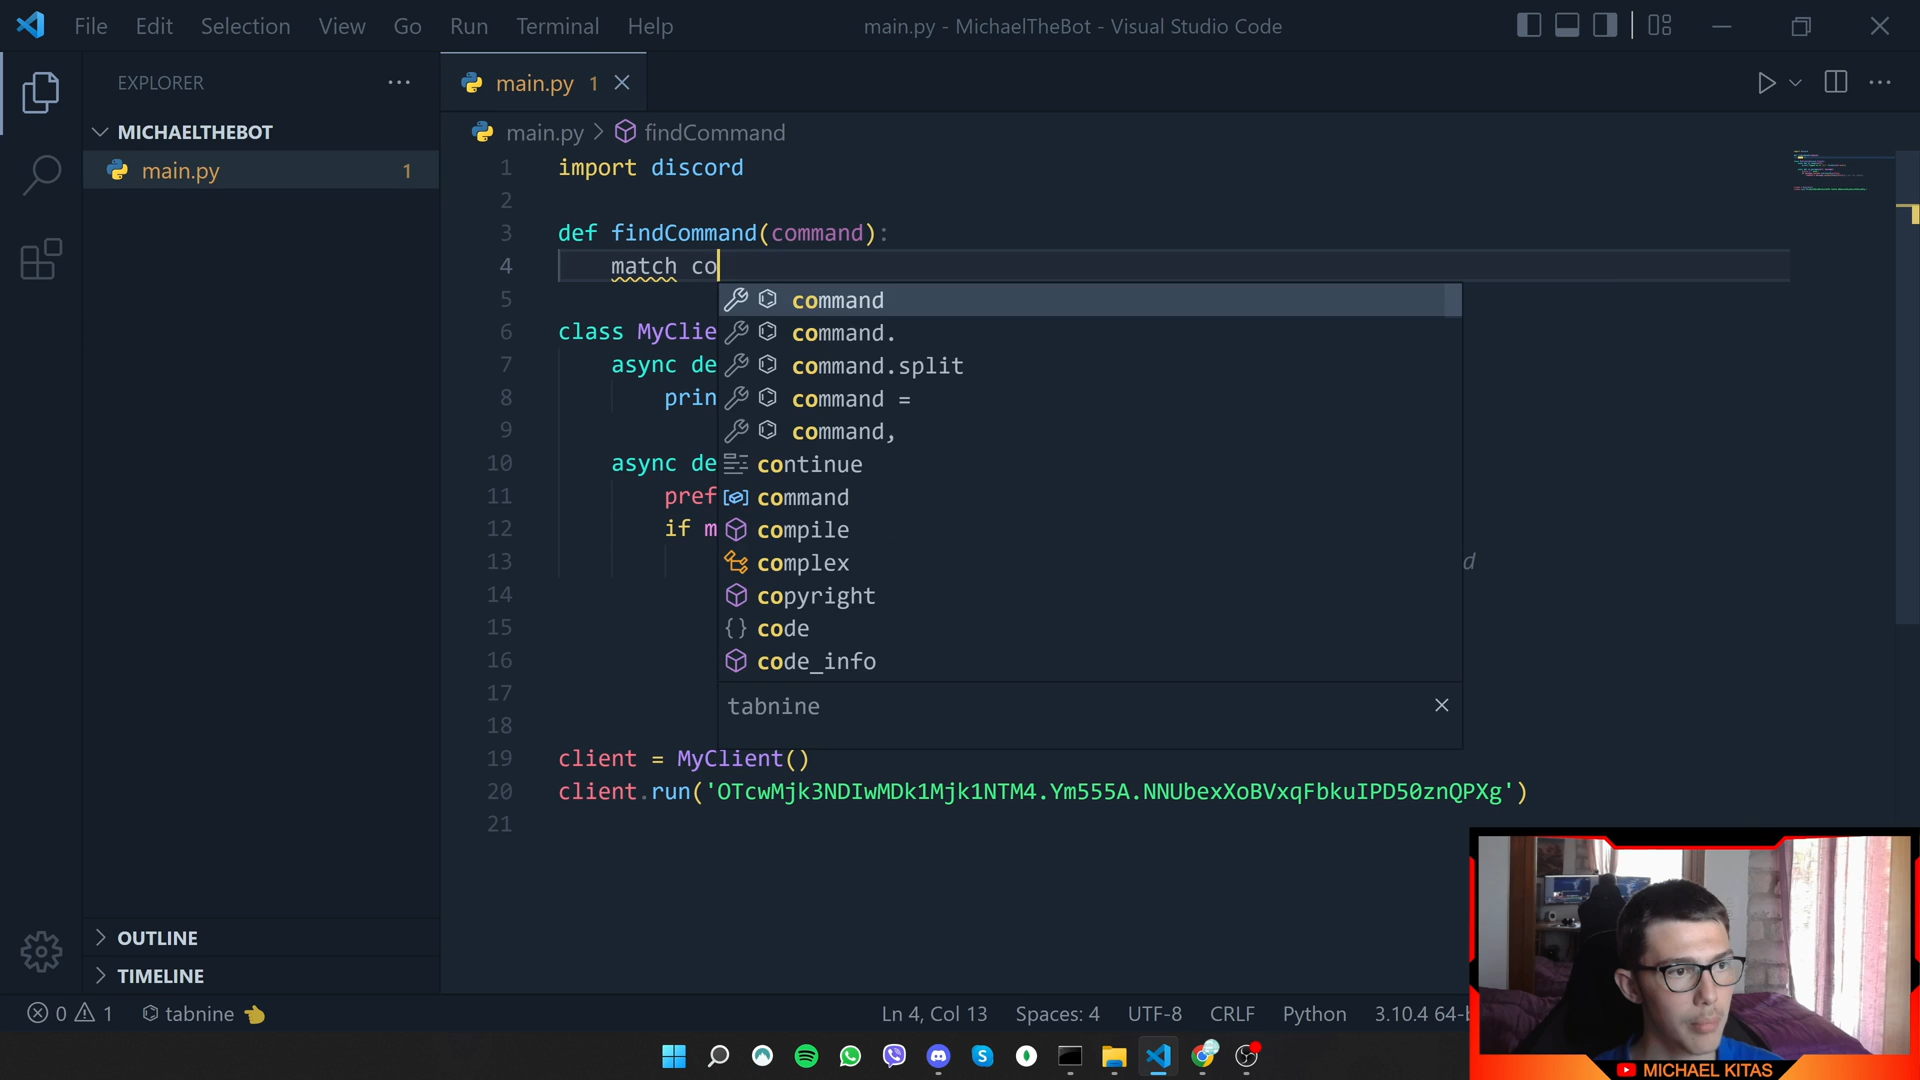 File Edit Selection View Go Run Terminal Help
main.py - MichaelTheBot - Visual Studio Code
EXPLORER
MICHAELTHEBOT
main.py 1
main.py 1
main.py > findCommand
1 import discord
2
3 def findCommand(command):
4 match co
5
6 class MyClie
7 async de
8 prin
9
10 async de
11 pref
12 if m
13 d
14
15
16
17
18
19 client = MyClient()
20 client.run('OTcwMjk3NDIwMDk1Mjk1NTM4.Ym555A.NNUbexXoBVxqFbkuIPD50znQPXg')
21
command
command.
command.split
command =
command,
continue
command
compile
complex
copyright
code
code_info
tabnine
OUTLINE
TIMELINE
0 1 tabnine
Ln 4, Col 13 Spaces: 4 UTF-8 CRLF Python 3.10.4 64-b
MICHAEL KITAS